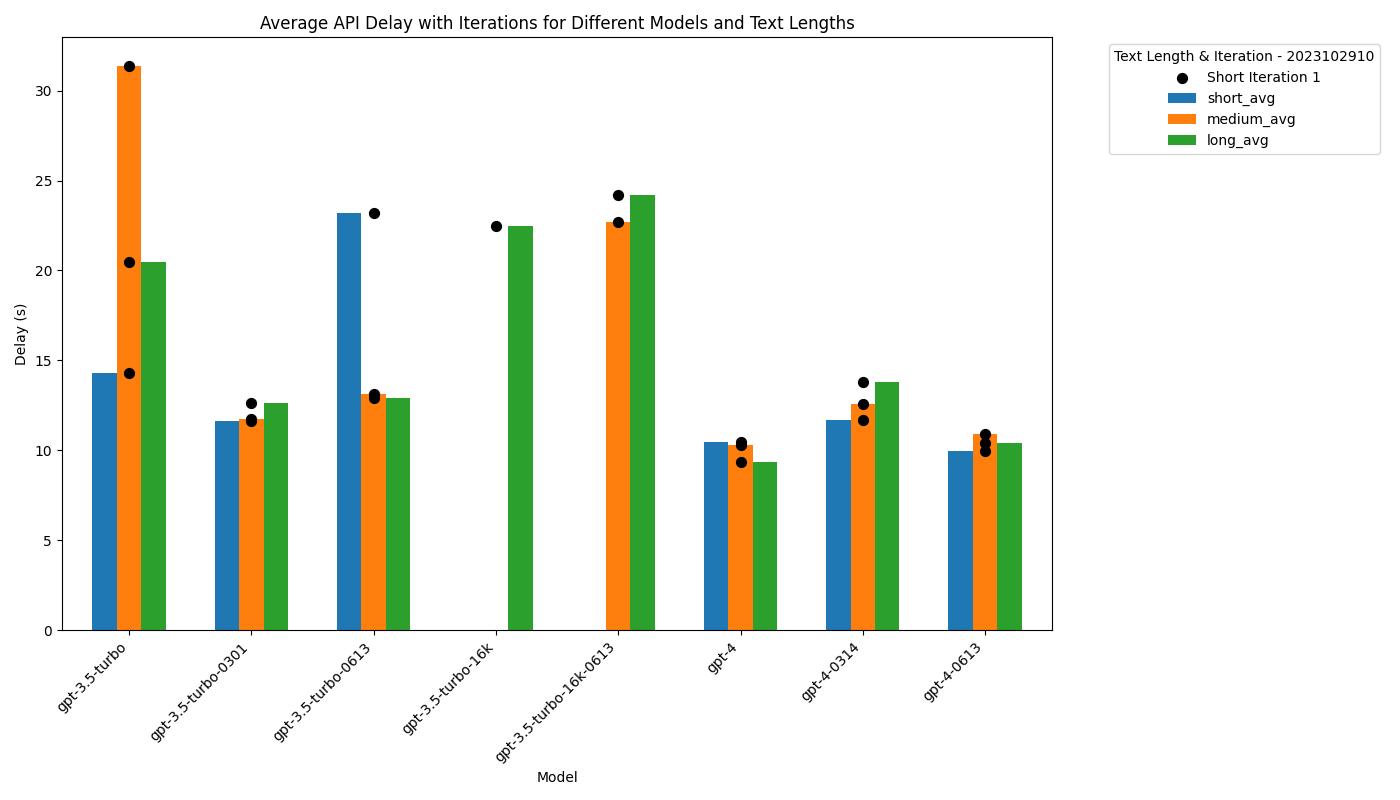 Average API Delay with Iterations for Different Models and Text Lengths
Text Length & Iteration - 2023102910
Short Iteration 1
short_avg
medium_avg
long_avg
Delay (s)
30
25
20
15
10
5
0
gpt-3.5-turbo
gpt-3.5-turbo-0301
gpt-3.5-turbo-0613
gpt-3.5-turbo-16k
gpt-3.5-turbo-16k-0613
gpt-4
gpt-4-0314
gpt-4-0613
Model